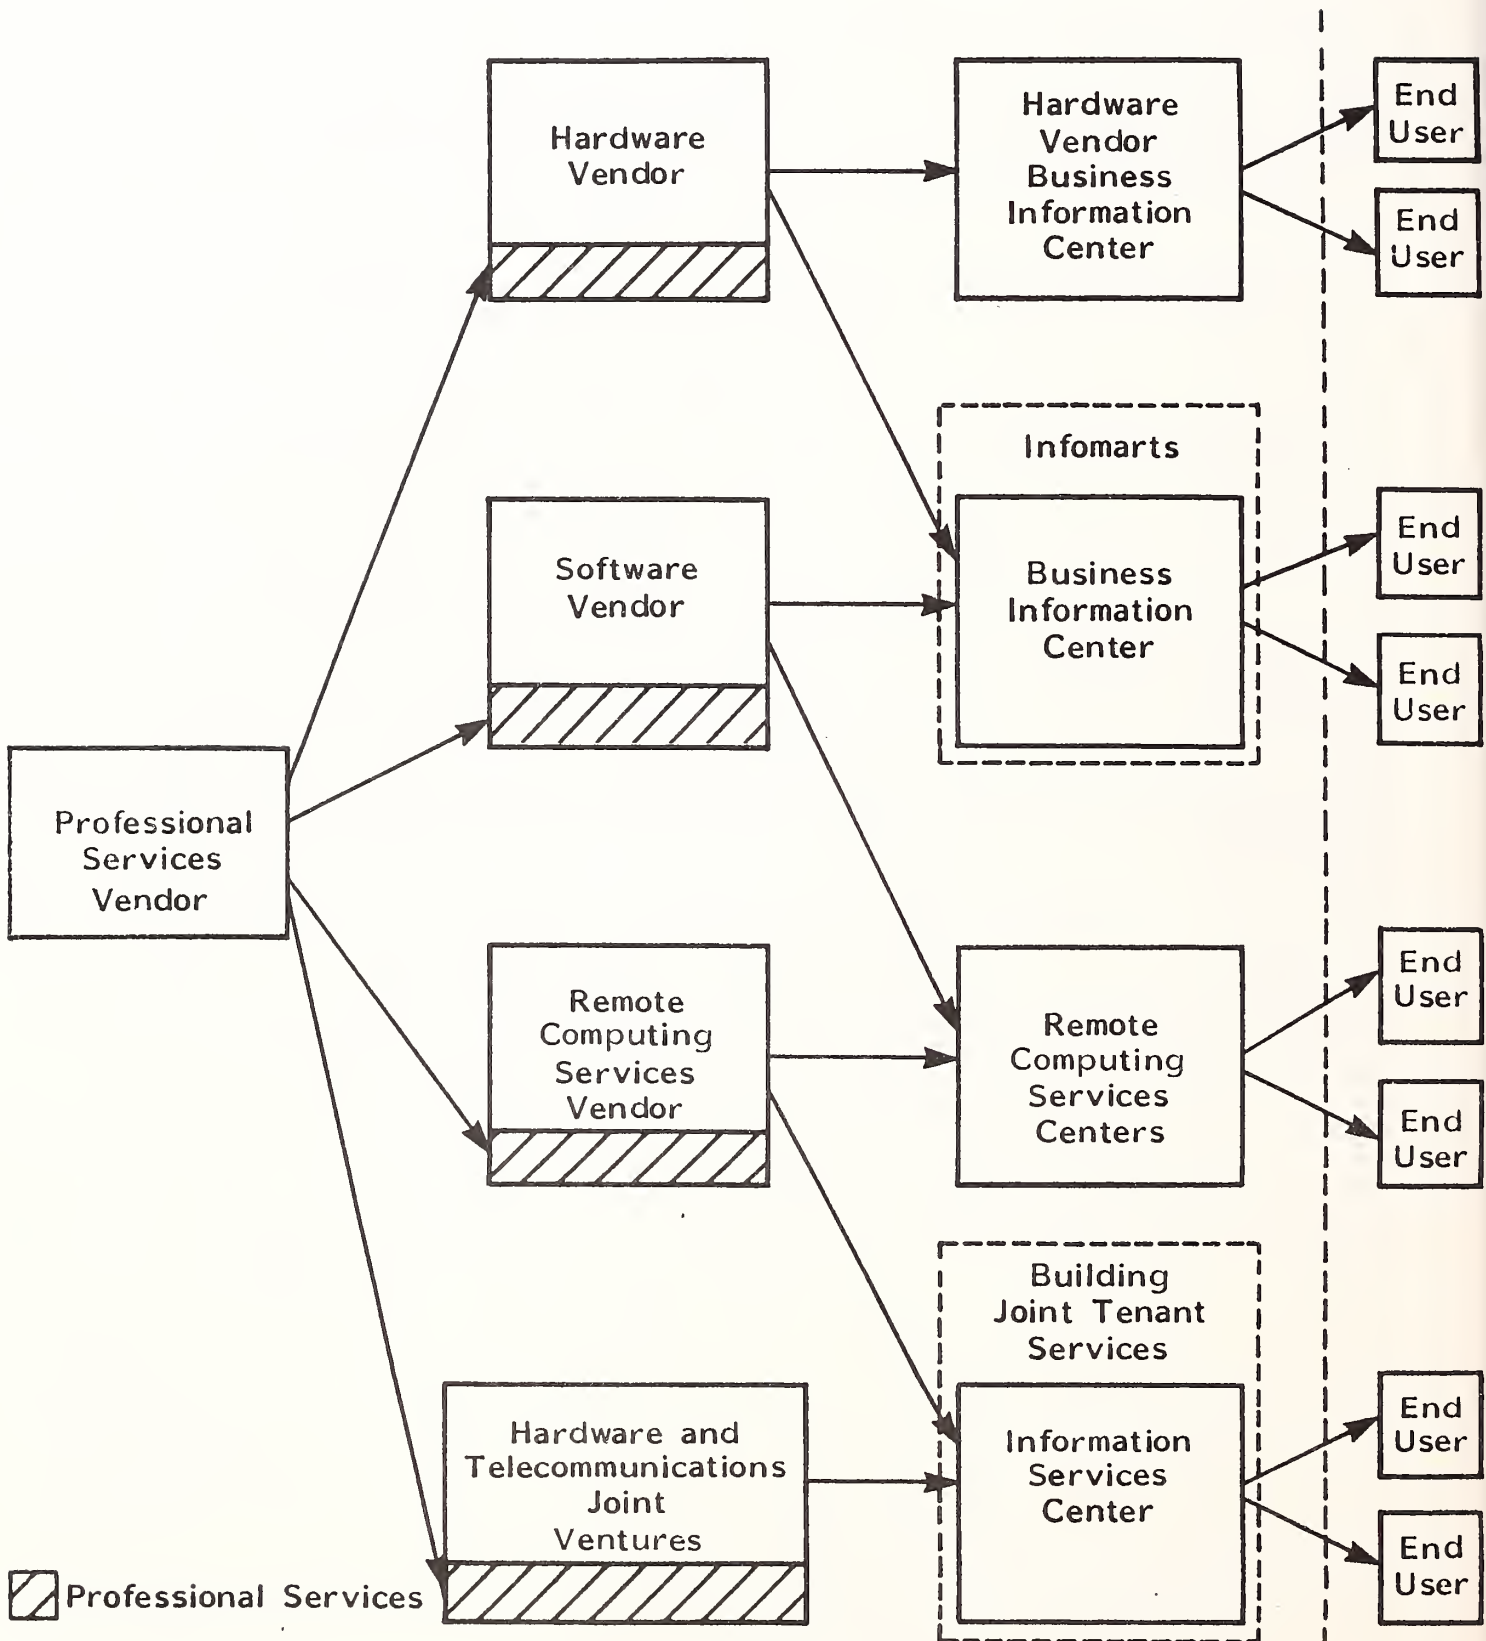 Hardware
Vendor
Hardware
Vendor
Business
Information
Center
End
User
End
User
Infomarts
Software
Vendor
Business
Information
Center
End
User
End
User
Professional
Services
Vendor
Remote
Computing
Services
Vendor
Remote
Computing
Services
Centers
End
User
End
User
Building
Joint Tenant
Services
Hardware and
Telecommunications
Joint
Ventures
Information
Services
Center
End
User
End
User
Professional Services